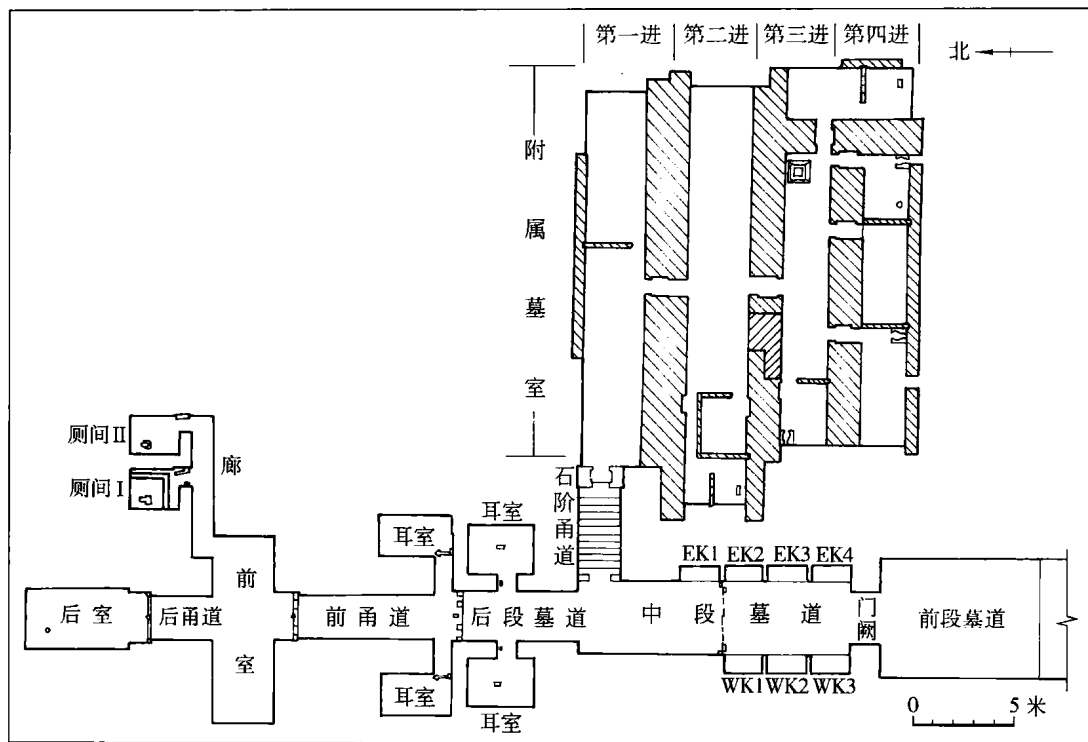 第一进 第二进 第三进 第四进
北
附属墓室
厕间II
厕间I
廊
石阶甬道
耳室 耳室
EK1 EK2 EK3 EK4
后室 后甬道 前室 前甬道 后段墓道 中段墓道 门阙 前段墓道
耳室 耳室
WK1 WK2 WK3
0 5 米